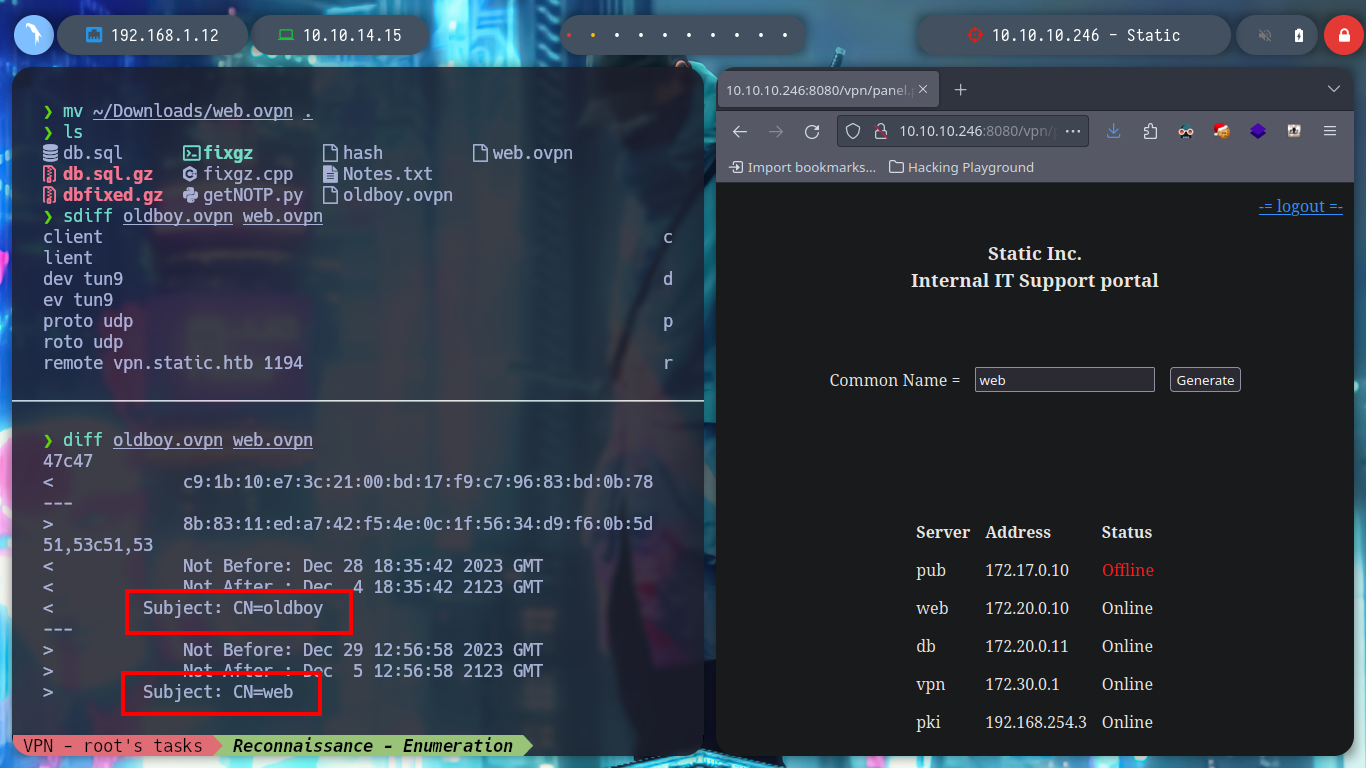 192.168.1.12
10.10.14.15
10.10.10.246 - Static
❯ mv ~/Downloads/web.ovpn .
❯ ls
db.sql fixgz hash web.ovpn
db.sql.gz fixgz.cpp Notes.txt
dbfixed.gz getNOTP.py oldboy.ovpn
❯ sdiff oldboy.ovpn web.ovpn
client c
lient
dev tun9 d
ev tun9
proto udp p
roto udp
remote vpn.static.htb 1194 r
❯ diff oldboy.ovpn web.ovpn
47c47
< c9:1b:10:e7:3c:21:00:bd:17:f9:c7:96:83:bd:0b:78
---
> 8b:83:11:ed:a7:42:f5:4e:0c:1f:56:34:d9:f6:0b:5d
51,53c51,53
< Not Before: Dec 28 18:35:42 2023 GMT
< Not After : Dec 4 18:35:42 2123 GMT
< Subject: CN=oldboy
---
> Not Before: Dec 29 12:56:58 2023 GMT
> Not After : Dec 5 12:56:58 2123 GMT
> Subject: CN=web
VPN - root's tasks Reconnaissance - Enumeration
10.10.10.246:8080/vpn/panel.
10.10.10.246:8080/vpn/
Import bookmarks... Hacking Playground
-= logout =-
Static Inc.
Internal IT Support portal
Common Name = web Generate
Server Address Status
pub 172.17.0.10 Offline
web 172.20.0.10 Online
db 172.20.0.11 Online
vpn 172.30.0.1 Online
pki 192.168.254.3 Online